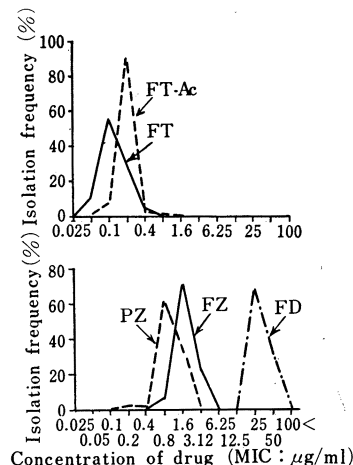 Isolation frequency (%)
100
80
60
40
20
0
FT-Ac
FT
0.025 0.1 0.4 1.6 6.25 25 100
Isolation frequency (%)
100
80
60
40
20
0
PZ
FZ
FD
0.025 0.1 0.4 1.6 6.25 25 100 <
0.05 0.2 0.8 3.12 12.5 50
Concentration of drug (MIC : μg/ml)